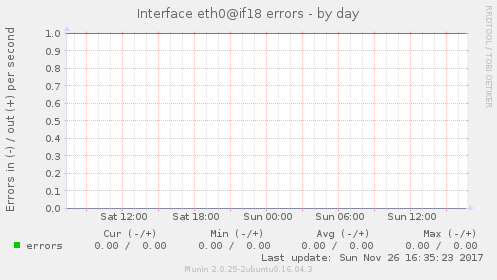 Interface eth0@if18 errors - by day
RRDTOOL / TOBI OETIKER
Errors in (-) / out (+) per second
1.0
0.9
0.8
0.7
0.6
0.5
0.4
0.3
0.2
0.1
0.0
Sat 12:00 Sat 18:00 Sun 00:00 Sun 06:00 Sun 12:00
Cur (-/+) Min (-/+) Avg (-/+) Max (-/+)
errors 0.00 / 0.00 0.00 / 0.00 0.00 / 0.00 0.00 / 0.00
Last update: Sun Nov 26 16:35:23 2017
Munin 2.0.25-2ubuntu0.16.04.3